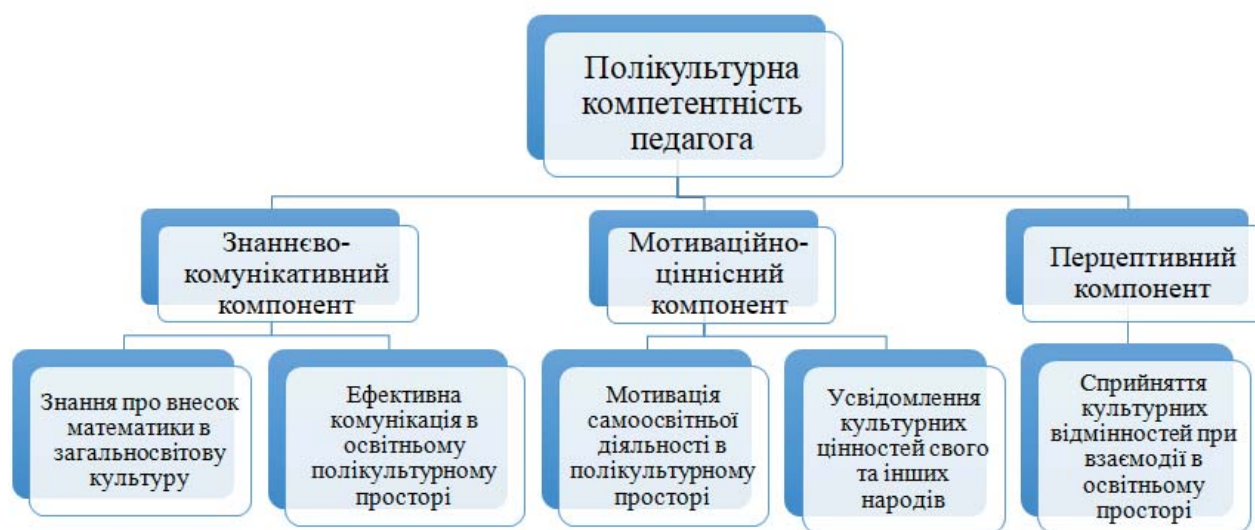 Полікультурна
компетентність
педагога
Знаннєво-
комунікативний
компонент
Мотиваційно-
ціннісний
компонент
Перцептивний
компонент
Знання про внесок
математики в
загальносвітову
культуру
Ефективна
комунікація в
освітньому
полікультурному
просторі
Мотивація
самоосвітньої
діяльності в
полікультурному
просторі
Усвідомлення
культурних
цінностей свого
та інших
народів
Сприйняття
культурних
відмінностей при
взаємодії в
освітньому
просторі